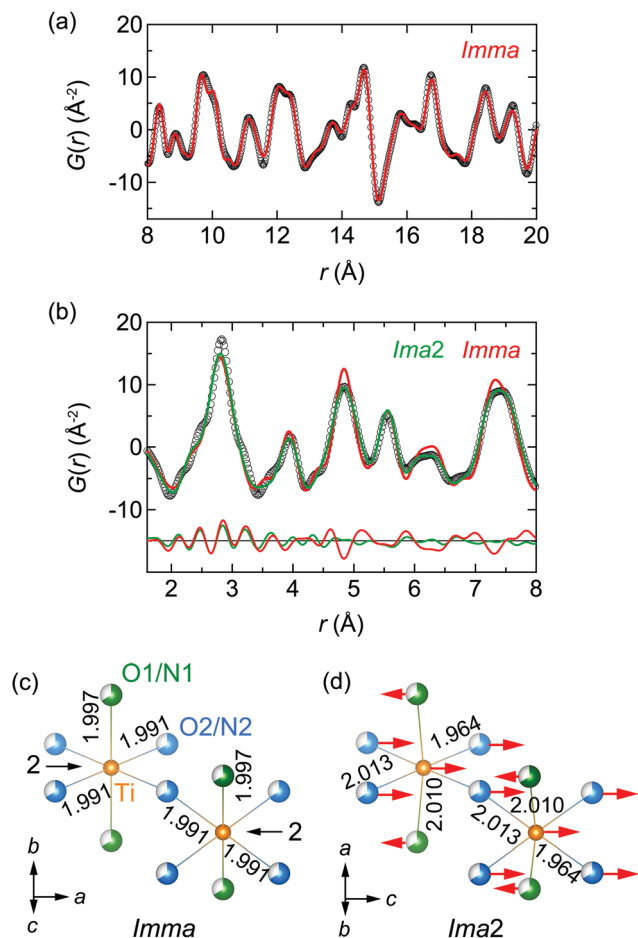 (a)
Imma
20
10
0
-10
G(r) (Å-2)
8 10 12 14 16 18 20
r (Å)
(b)
Ima2 Imma
20
10
0
-10
G(r) (Å-2)
2 3 4 5 6 7 8
r (Å)
(c)
O1/N1
1.997
1.991
O2/N2
2
1.991
Ti
1.997
1.991
2
1.991
b
a
c
Imma
(d)
1.964
2.013
2.010
2.010
2.013
1.964
a
c
b
Ima2